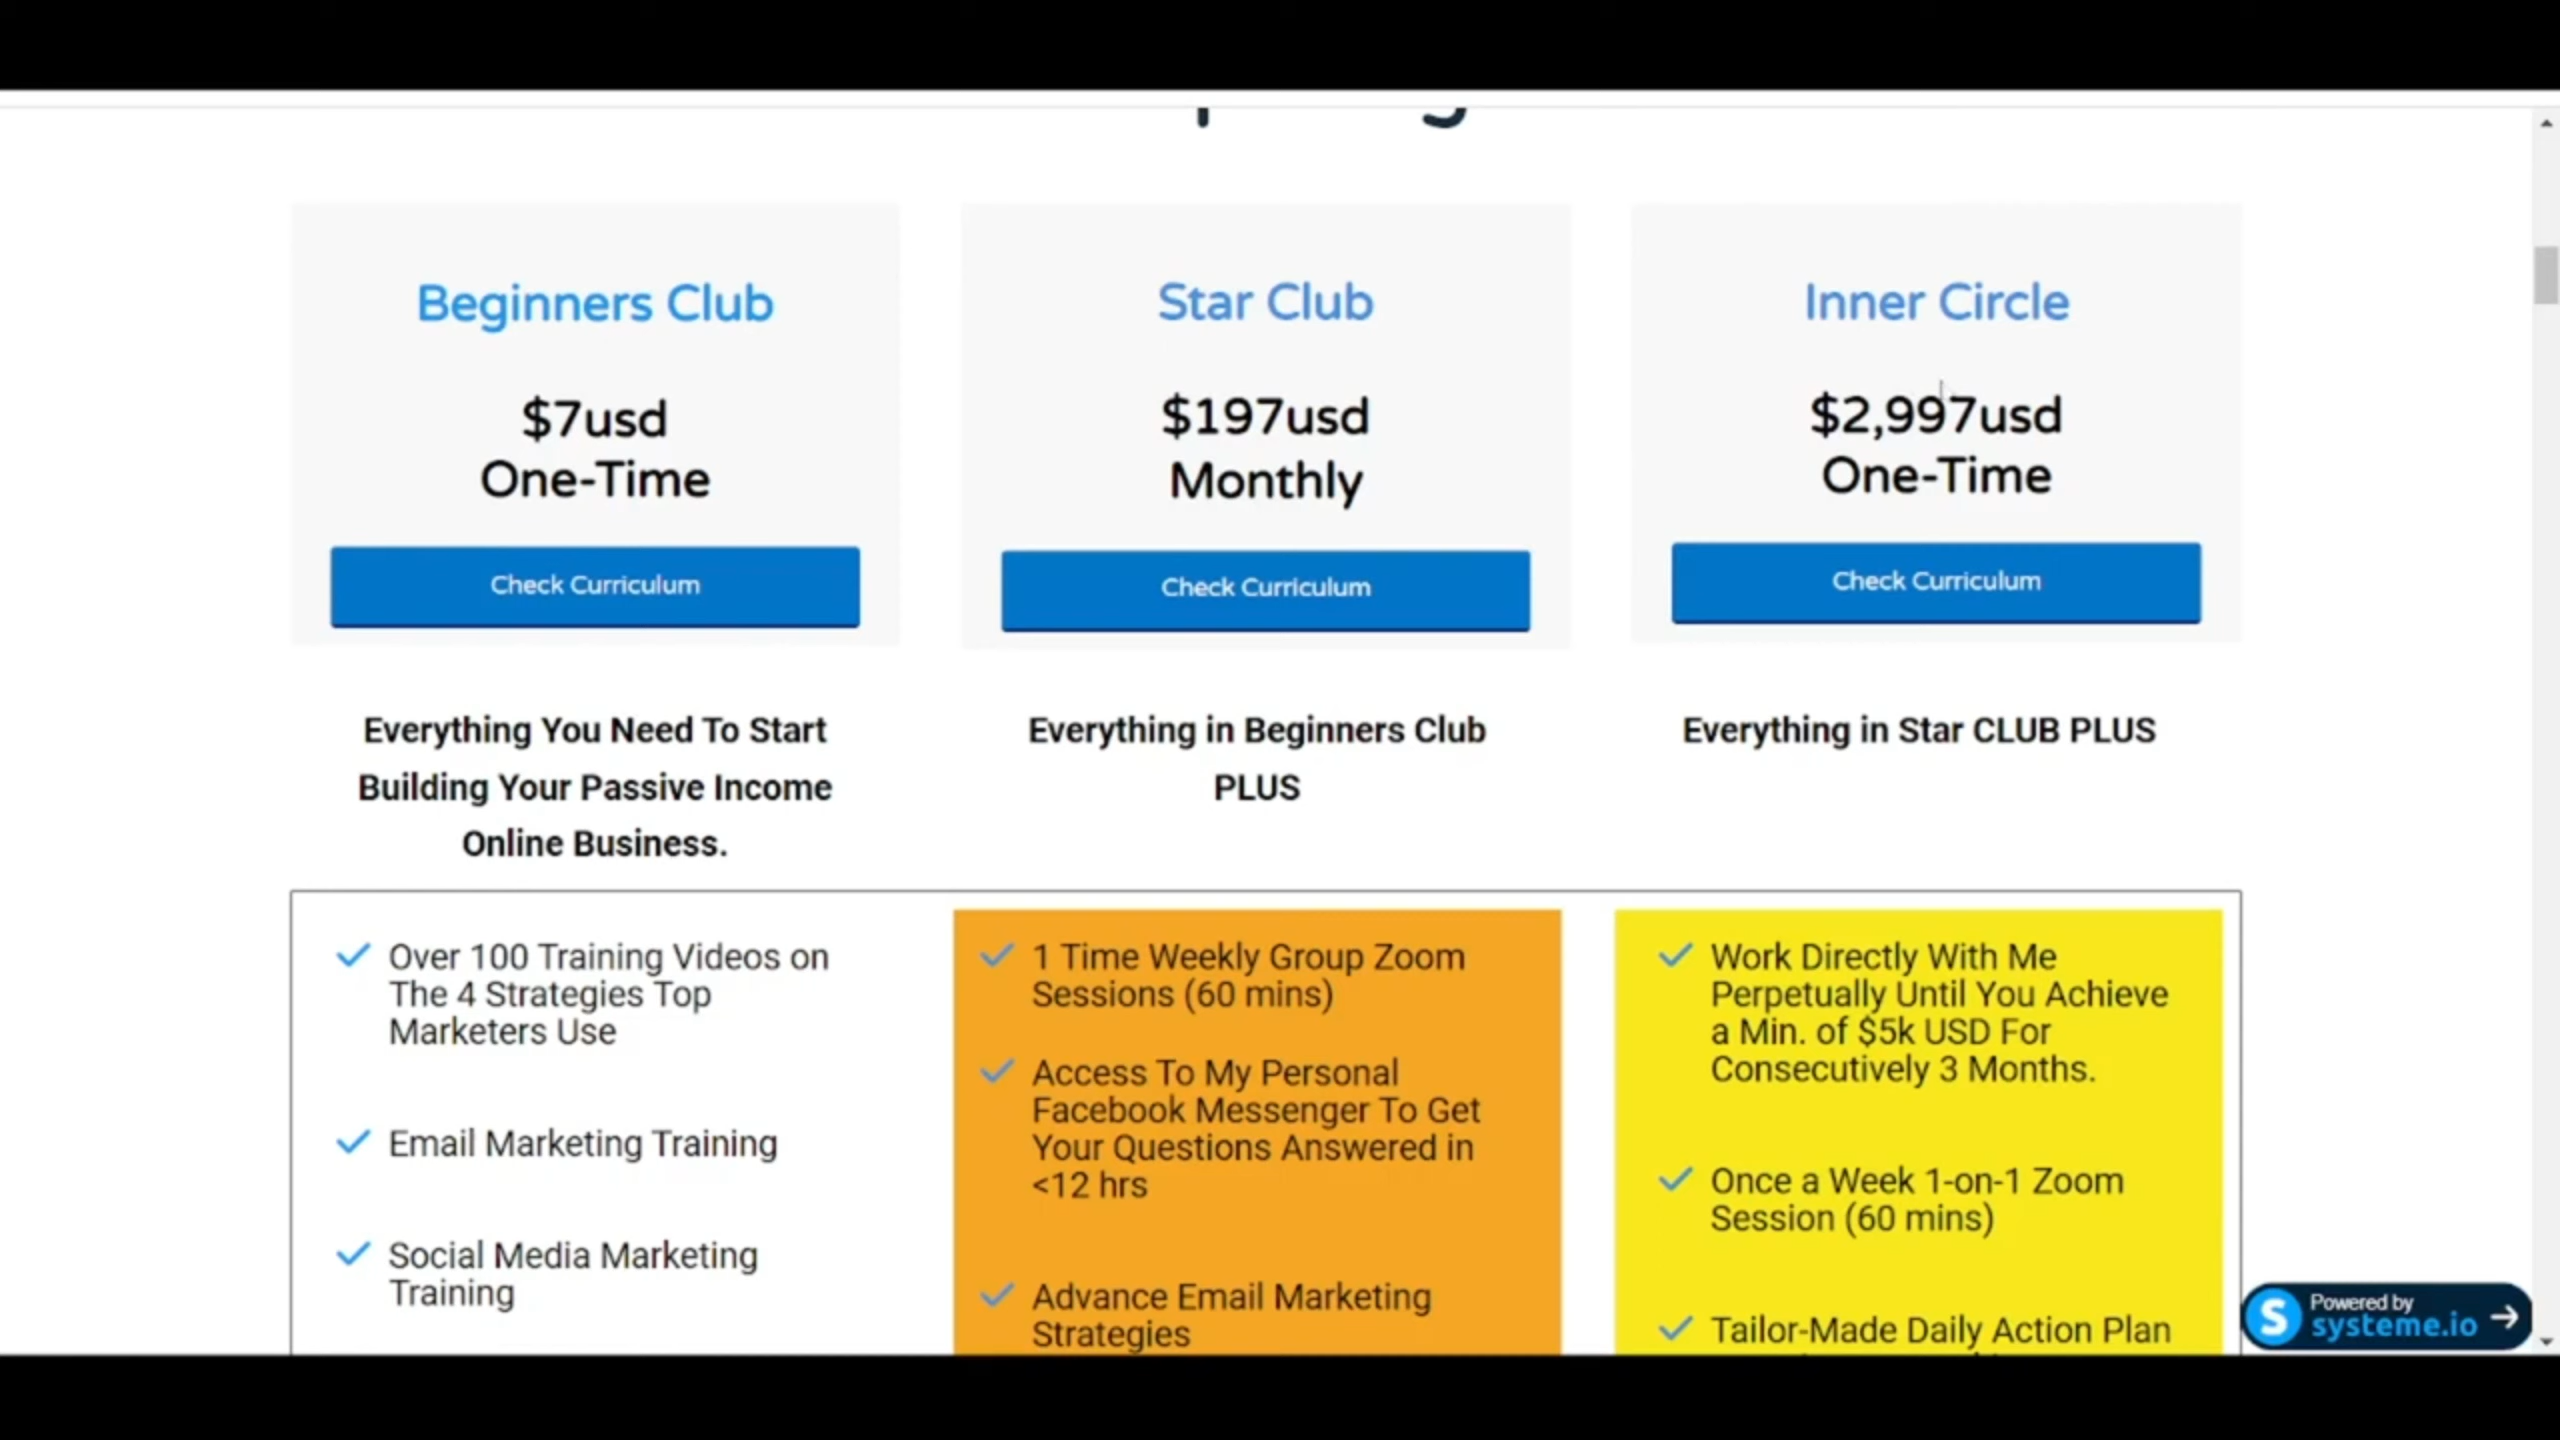 Beginners Club
$7usd
One-Time
Check Curriculum
Star Club
$197usd
Monthly
Check Curriculum
Inner Circle
$2,997usd
One-Time
Check Curriculum
Everything You Need To Start
Building Your Passive Income
Online Business.
Everything in Beginners Club
PLUS
Everything in Star CLUB PLUS
Over 100 Training Videos on
The 4 Strategies Top
Marketers Use
Email Marketing Training
Social Media Marketing
Training
1 Time Weekly Group Zoom
Sessions (60 mins)
Access To My Personal
Facebook Messenger To Get
Your Questions Answered in
<12 hrs
Advance Email Marketing
Strategies
Work Directly With Me
Perpetually Until You Achieve
a Min. of $5k USD For
Consecutively 3 Months.
Once a Week 1-on-1 Zoom
Session (60 mins)
Tailor-Made Daily Action Plan
Powered by
systeme.io